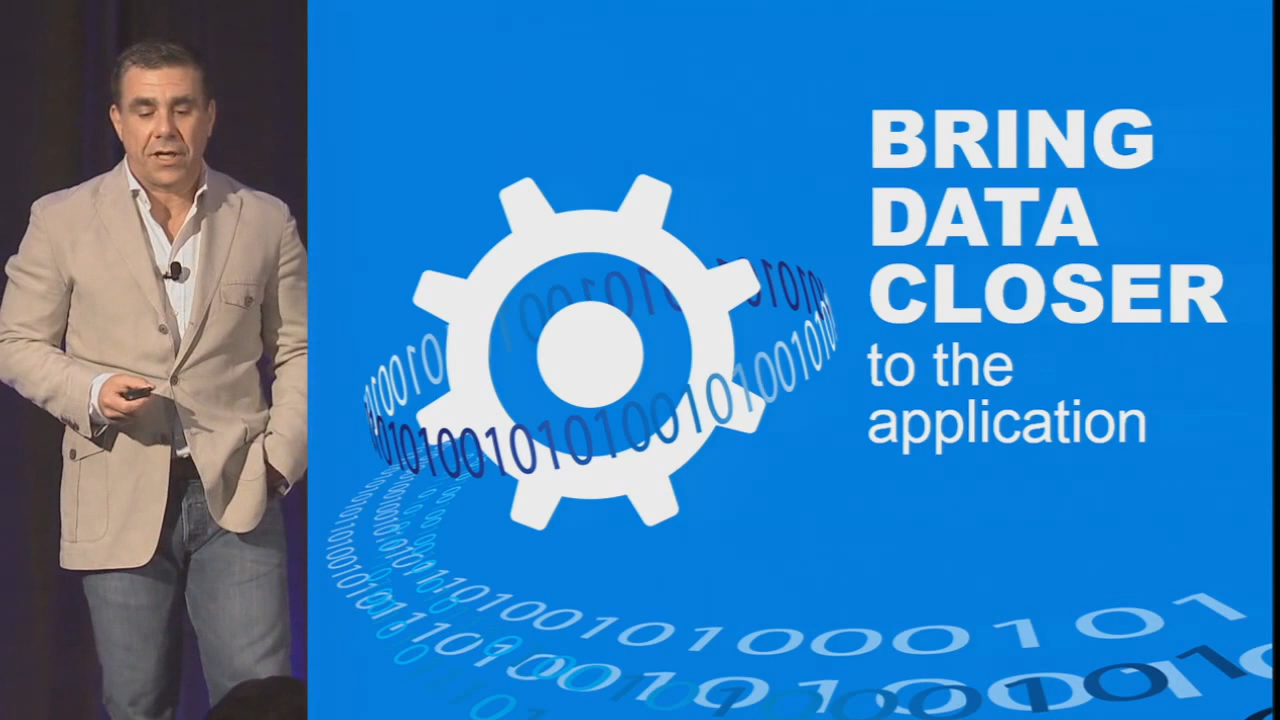 BRING
DATA
CLOSER
to the
application